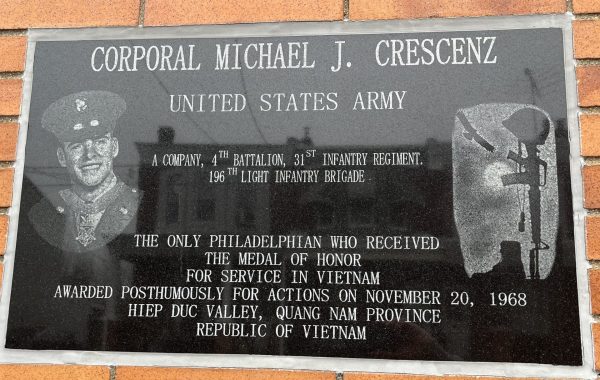 CORPORAL MICHAEL J. CRESCENZ
UNITED STATES ARMY
A COMPANY, 4TH BATTALION, 31ST INFANTRY REGIMENT.
196TH LIGHT INFANTRY BRIGADE
THE ONLY PHILADELPHIAN WHO RECEIVED
THE MEDAL OF HONOR
FOR SERVICE IN VIETNAM
AWARDED POSTHUMOUSLY FOR ACTIONS ON NOVEMBER 20, 1968
HIEP DUC VALLEY, QUANG NAM PROVINCE
REPUBLIC OF VIETNAM